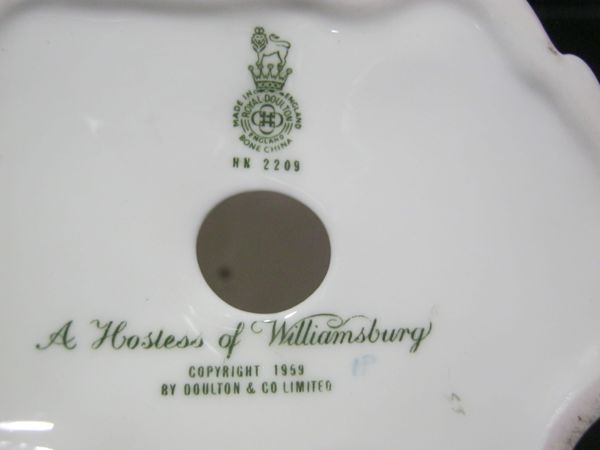 MADE IN ENGLAND
ROYAL DOULTON
ENGLAND
BONE CHINA
HN 2209
A Hostess of Williamsburg
COPYRIGHT 1959
BY DOULTON & CO LIMITED